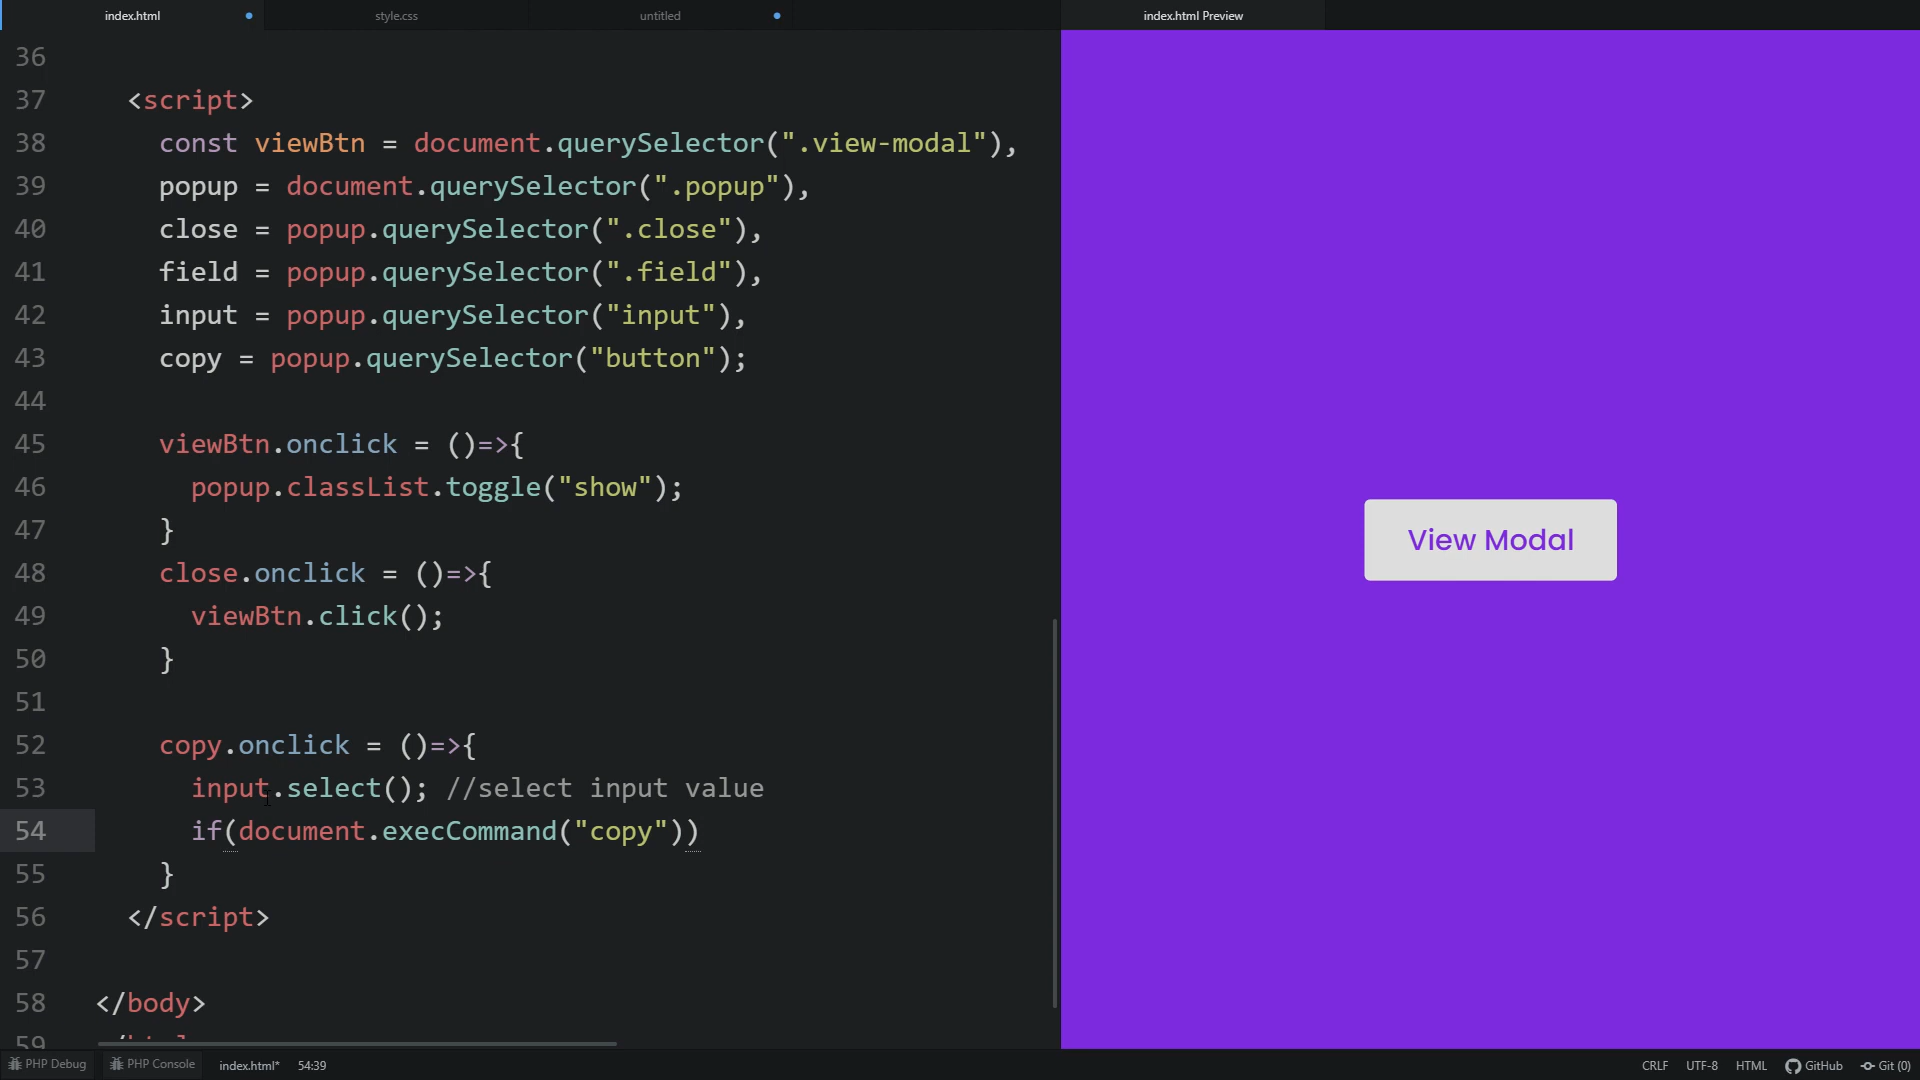 index.html style.css untitled index.html Preview
36
37 <script>
38 const viewBtn = document.querySelector(".view-modal"),
39 popup = document.querySelector(".popup"),
40 close = popup.querySelector(".close"),
41 field = popup.querySelector(".field"),
42 input = popup.querySelector("input"),
43 copy = popup.querySelector("button");
44
45 viewBtn.onclick = ()=>{
46 popup.classList.toggle("show");
47 }
48 close.onclick = ()=>{
49 viewBtn.click();
50 }
51
52 copy.onclick = ()=>{
53 input.select(); //select input value
54 if(document.execCommand("copy"))
55 }
56 </script>
57
58 </body>
59
View Modal
PHP Debug PHP Console index.html* 54:39 CRLF UTF-8 HTML GitHub Git (0)